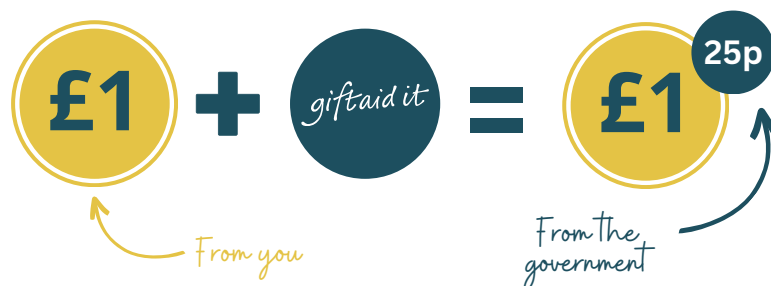 £1
giftaid it
£1
25p
From you
From the
government